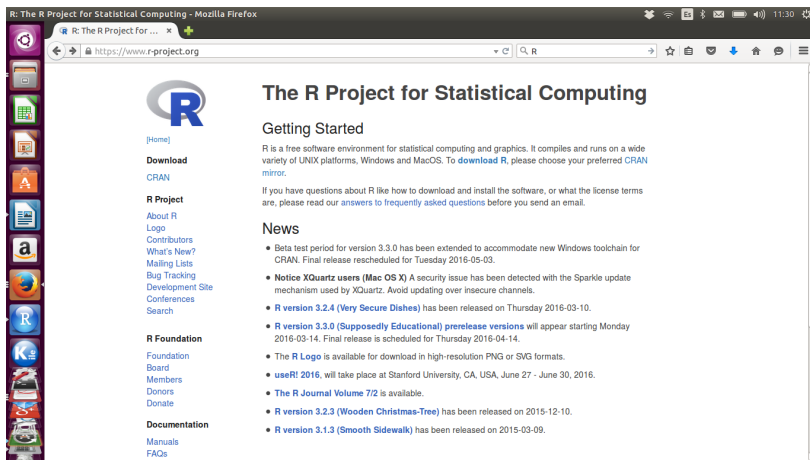 R: The R Project for Statistical Computing - Mozilla Firefox
Es
11:30
R: The R Project for ... ×
https://www.r-project.org
R
The R Project for Statistical Computing
[Home]
Download
CRAN
R Project
About R
Logo
Contributors
What's New?
Mailing Lists
Bug Tracking
Development Site
Conferences
Search
R Foundation
Foundation
Board
Members
Donors
Donate
Documentation
Manuals
FAQs
Getting Started
R is a free software environment for statistical computing and graphics. It compiles and runs on a wide
variety of UNIX platforms, Windows and MacOS. To download R, please choose your preferred CRAN
mirror.
If you have questions about R like how to download and install the software, or what the license terms
are, please read our answers to frequently asked questions before you send an email.
News
• Beta test period for version 3.3.0 has been extended to accommodate new Windows toolchain for
CRAN. Final release rescheduled for Tuesday 2016-05-03.
• Notice XQuartz users (Mac OS X) A security issue has been detected with the Sparkle update
mechanism used by XQuartz. Avoid updating over insecure channels.
• R version 3.2.4 (Very Secure Dishes) has been released on Thursday 2016-03-10.
• R version 3.3.0 (Supposedly Educational) prerelease versions will appear starting Monday
2016-03-14. Final release is scheduled for Thursday 2016-04-14.
• The R Logo is available for download in high-resolution PNG or SVG formats.
• useR! 2016, will take place at Stanford University, CA, USA, June 27 - June 30, 2016.
• The R Journal Volume 7/2 is available.
• R version 3.2.3 (Wooden Christmas-Tree) has been released on 2015-12-10.
• R version 3.1.3 (Smooth Sidewalk) has been released on 2015-03-09.